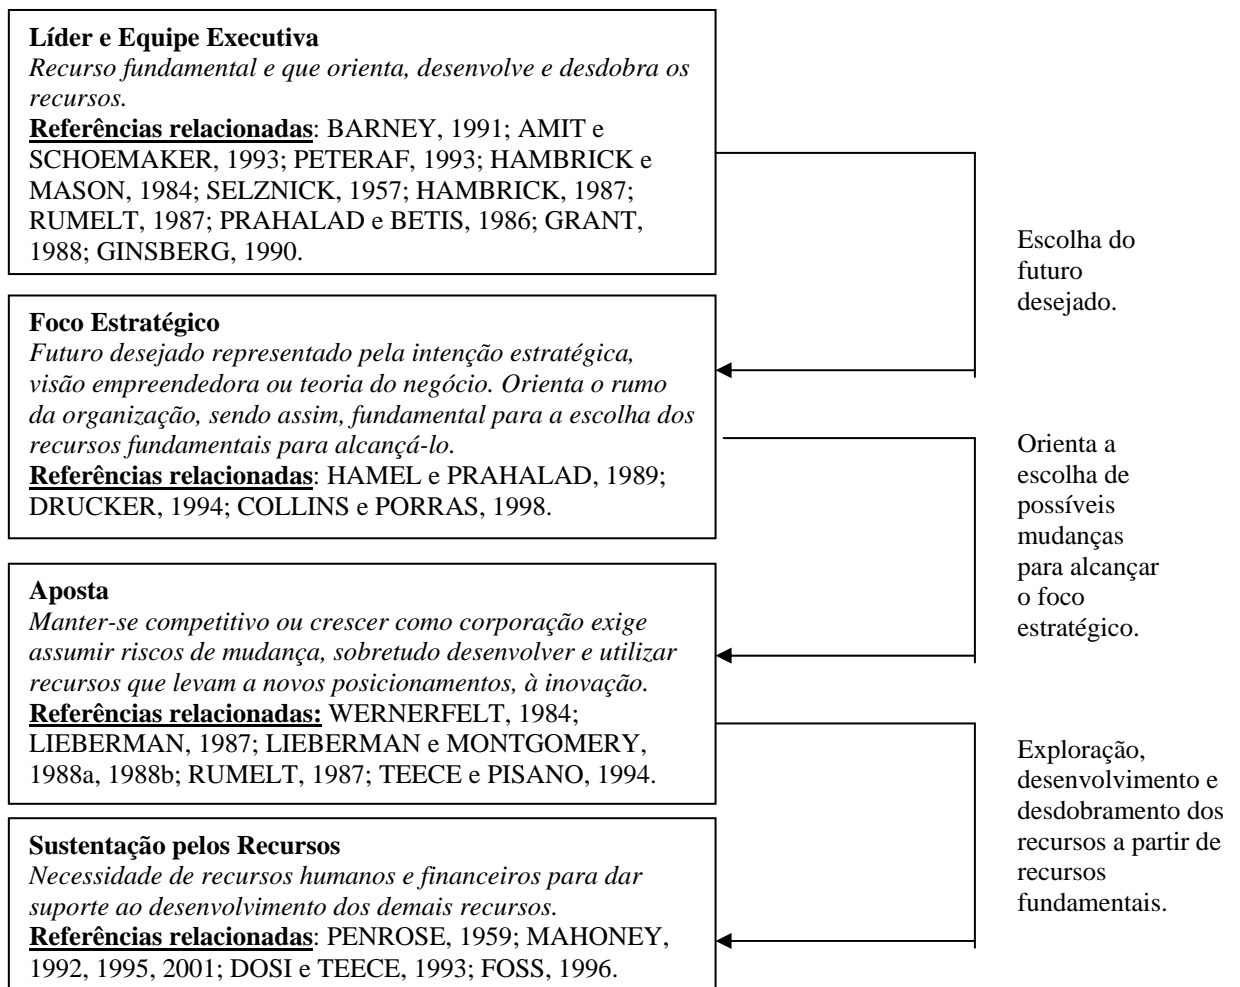 Líder e Equipe Executiva
Recurso fundamental e que orienta, desenvolve e desdobra os
recursos.
Referências relacionadas: BARNEY, 1991; AMIT e
SCHOEMAKER, 1993; PETERAF, 1993; HAMBRICK e
MASON, 1984; SELZNICK, 1957; HAMBRICK, 1987;
RUMELT, 1987; PRAHALAD e BETIS, 1986; GRANT,
1988; GINSBERG, 1990.
Escolha do
futuro
desejado.
Foco Estratégico
Futuro desejado representado pela intenção estratégica,
visão empreendedora ou teoria do negócio. Orienta o rumo
da organização, sendo assim, fundamental para a escolha dos
recursos fundamentais para alcançá-lo.
Referências relacionadas: HAMEL e PRAHALAD, 1989;
DRUCKER, 1994; COLLINS e PORRAS, 1998.
Orienta a
escolha de
possíveis
mudanças
para alcançar
o foco
estratégico.
Aposta
Manter-se competitivo ou crescer como corporação exige
assumir riscos de mudança, sobretudo desenvolver e utilizar
recursos que levam a novos posicionamentos, à inovação.
Referências relacionadas: WERNERFELT, 1984;
LIEBERMAN, 1987; LIEBERMAN e MONTGOMERY,
1988a, 1988b; RUMELT, 1987; TEECE e PISANO, 1994.
Exploração,
desenvolvimento e
desdobramento dos
recursos a partir de
recursos
fundamentais.
Sustentação pelos Recursos
Necessidade de recursos humanos e financeiros para dar
suporte ao desenvolvimento dos demais recursos.
Referências relacionadas: PENROSE, 1959; MAHONEY,
1992, 1995, 2001; DOSI e TEECE, 1993; FOSS, 1996.